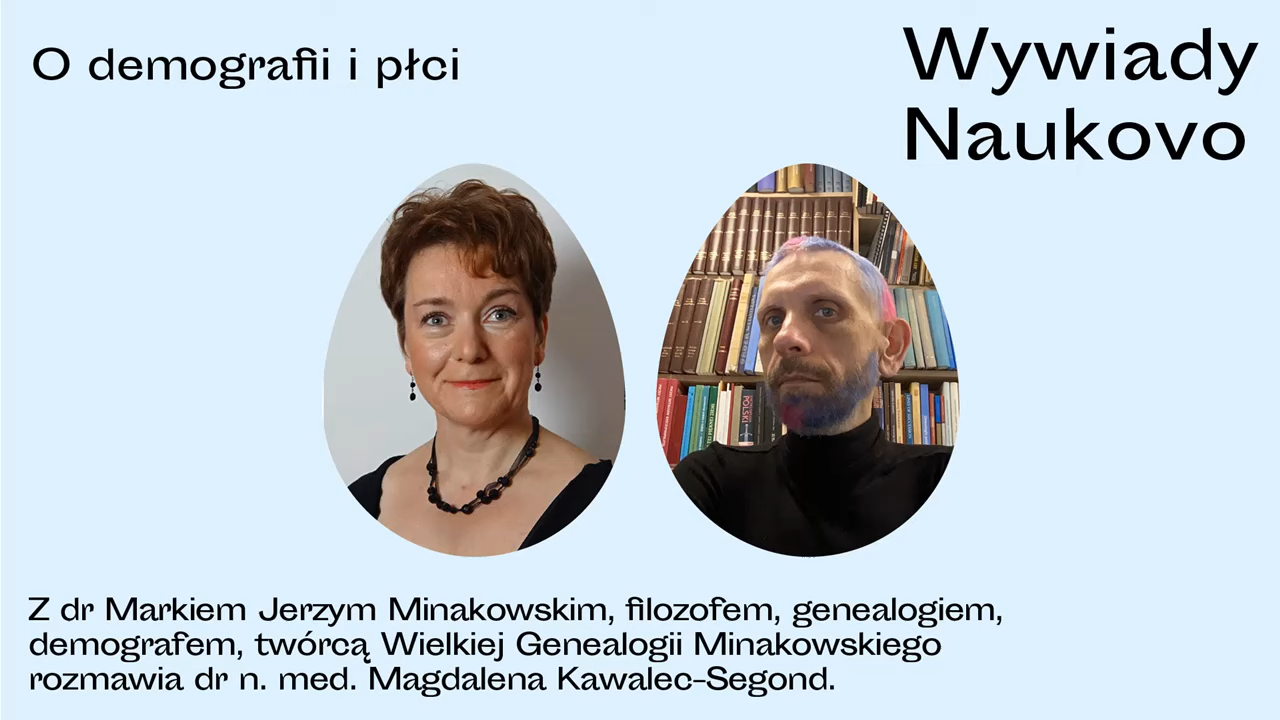 O demografii i płci
Wywiady
Naukovo
POLSKI
Z dr Markiem Jerzym Minakowskim, filozofem, genealogiem,
demografem, twórcą Wielkiej Genealogii Minakowskiego
rozmawia dr n. med. Magdalena Kawalec-Segond.